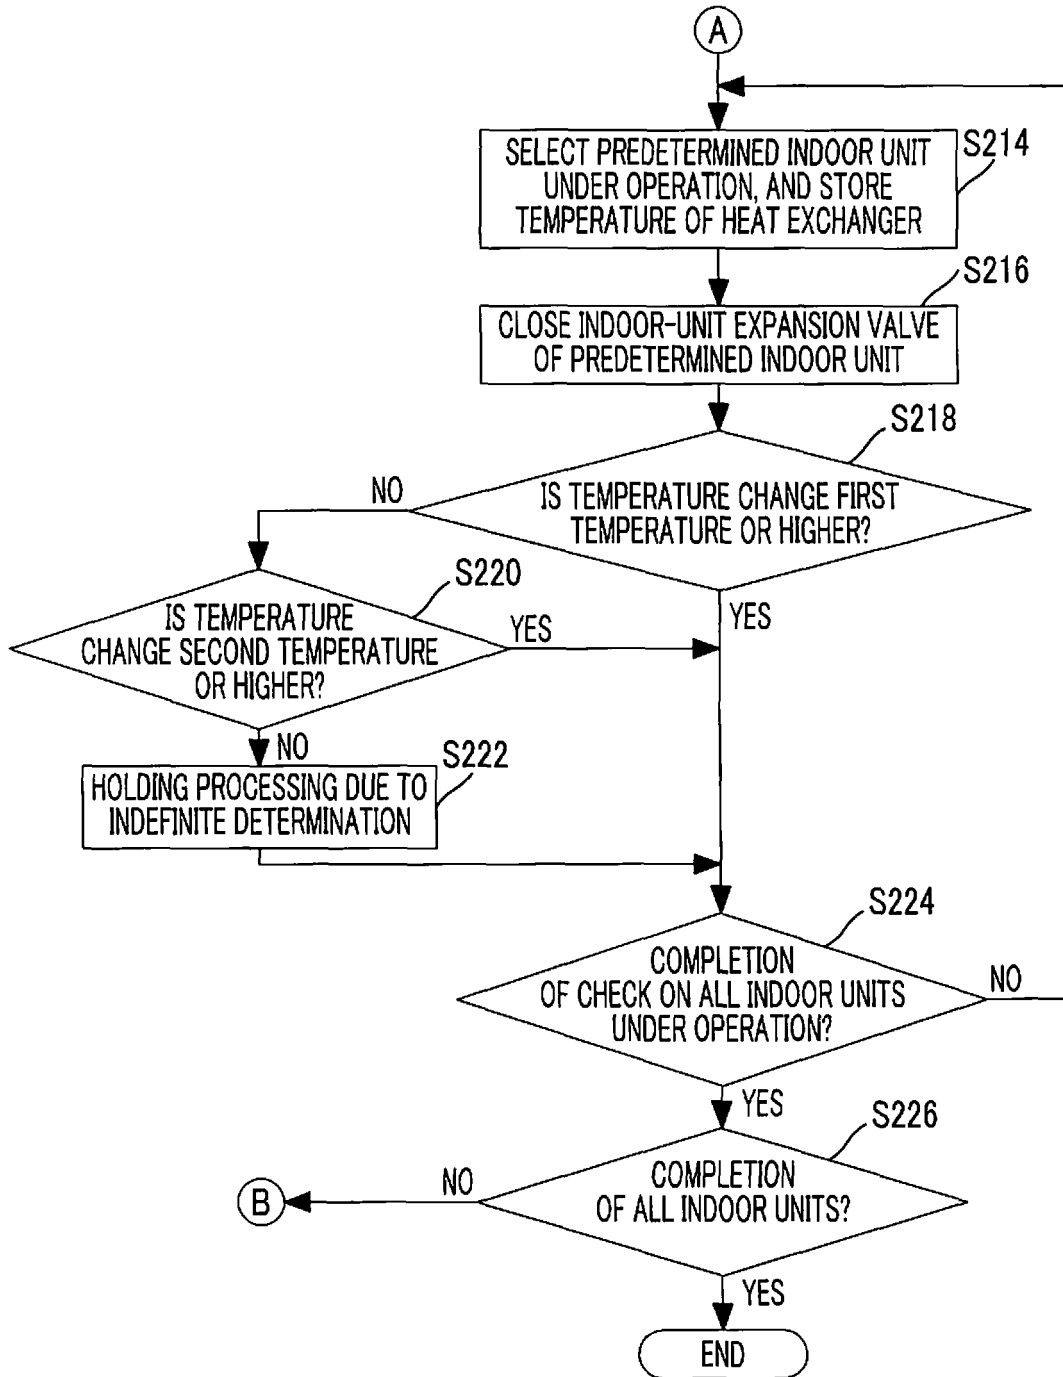 A
S214
SELECT PREDETERMINED INDOOR UNIT
UNDER OPERATION, AND STORE
TEMPERATURE OF HEAT EXCHANGER
S216
CLOSE INDOOR-UNIT EXPANSION VALVE
OF PREDETERMINED INDOOR UNIT
S218
NO
IS TEMPERATURE CHANGE FIRST
TEMPERATURE OR HIGHER?
YES
S220
IS TEMPERATURE
CHANGE SECOND TEMPERATURE
OR HIGHER?
YES
NO
S222
HOLDING PROCESSING DUE TO
INDEFINITE DETERMINATION
S224
COMPLETION
OF CHECK ON ALL INDOOR UNITS
UNDER OPERATION?
NO
YES
S226
COMPLETION
OF ALL INDOOR UNITS?
NO
B
YES
END